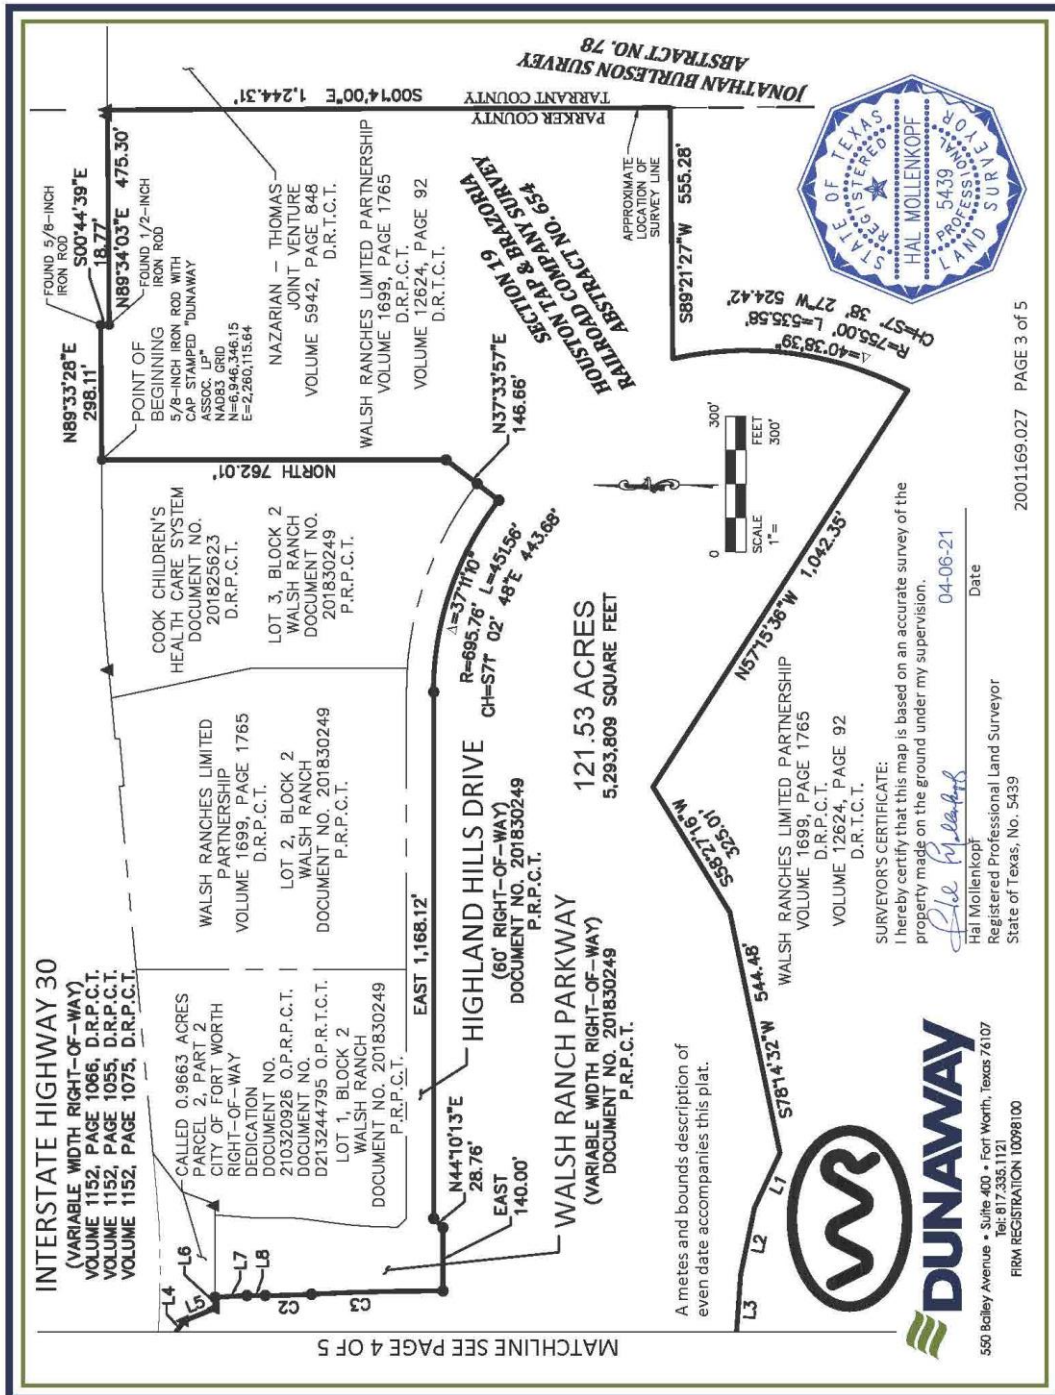 INTERSTATE HIGHWAY 30
(VARIABLE WIDTH RIGHT-OF-WAY)
VOLUME 1152, PAGE 1066, D.R.P.C.T.
VOLUME 1152, PAGE 1055, D.R.P.C.T.
VOLUME 1152, PAGE 1075, D.R.P.C.T.
L4
L5
L6
L7
L8
C2
C3
CALLED 0.9663 ACRES
PARCEL 2, PART 2
CITY OF FORT WORTH
RIGHT-OF-WAY
DEDICATION
DOCUMENT NO.
210320926 O.P.R.P.C.T.
DOCUMENT NO.
D213244795 O.P.R.T.C.T.
LOT 1, BLOCK 2
WALSH RANCH
DOCUMENT NO. 201830249
P.R.P.C.T.
WALSH RANCHES LIMITED
PARTNERSHIP
VOLUME 1699, PAGE 1765
D.R.P.C.T.
LOT 2, BLOCK 2
WALSH RANCH
DOCUMENT NO. 201830249
P.R.P.C.T.
COOK CHILDREN'S
HEALTH CARE SYSTEM
DOCUMENT NO.
201825623
D.R.P.C.T.
LOT 3, BLOCK 2
WALSH RANCH
DOCUMENT NO.
201830249
P.R.P.C.T.
N89°33'28"E
298.11'
FOUND 5/8-INCH
IRON ROD
S00°44'39"E
18.77'
N89°34'03"E 475.30'
FOUND 1/2-INCH
IRON ROD
POINT OF
BEGINNING
5/8-INCH IRON ROD WITH
CAP STAMPED "DUNAWAY
ASSOC. LP"
NAD83 GRID
N=6,946,346.15
E=2,260,115.64
NORTH 762.01'
NAZARIAN - THOMAS
JOINT VENTURE
VOLUME 5942, PAGE 848
D.R.T.C.T.
WALSH RANCHES LIMITED PARTNERSHIP
VOLUME 1699, PAGE 1765
D.R.P.C.T.
VOLUME 12624, PAGE 92
D.R.T.C.T.
S00°14'00"E 1,244.31'
TARRANT COUNTY
PARKER COUNTY
JONATHAN BURLESON SURVEY
ABSTRACT NO. 78
SECTION 19
HOUSTON TAP & BRAZORIA
RAILROAD COMPANY SURVEY
ABSTRACT NO. 654
APPROXIMATE
LOCATION OF
SURVEY LINE
N37°33'57"E
146.66'
Δ=37°11'10"
R=695.76' L=451.56'
CH=S71° 02' 48"E 443.68'
EAST 1,168.12'
HIGHLAND HILLS DRIVE
(60' RIGHT-OF-WAY)
DOCUMENT NO. 201830249
P.R.P.C.T.
N44°10'13"E
28.76'
EAST
140.00'
WALSH RANCH PARKWAY
(VARIABLE WIDTH RIGHT-OF-WAY)
DOCUMENT NO. 201830249
P.R.P.C.T.
121.53 ACRES
5,293,809 SQUARE FEET
0 300'
SCALE FEET
1"= 300'
S89°21'27"W 555.28'
Δ=40°38'39"
R=755.00' L=535.58'
CH=S7° 38' 27"W 524.42'
N57°15'36"W 1,042.35'
S58°27'16"W
325.01'
S78°14'32"W 544.48'
L1
L2
L3
MATCHLINE SEE PAGE 4 OF 5
A metes and bounds description of
even date accompanies this plat.
WALSH RANCHES LIMITED PARTNERSHIP
VOLUME 1699, PAGE 1765
D.R.P.C.T.
VOLUME 12624, PAGE 92
D.R.T.C.T.
SURVEYOR'S CERTIFICATE:
I hereby certify that this map is based on an accurate survey of the
property made on the ground under my supervision.
Hal Mollenkopf 04-06-21
Hal Mollenkopf Date
Registered Professional Land Surveyor
State of Texas, No. 5439
STATE OF TEXAS
REGISTERED
HAL MOLLENKOPF
5439
PROFESSIONAL
LAND SURVEYOR
WR
DUNAWAY
550 Bailey Avenue • Suite 400 • Fort Worth, Texas 76107
Tel: 817.335.1121
FIRM REGISTRATION 10098100
2001169.027 PAGE 3 of 5